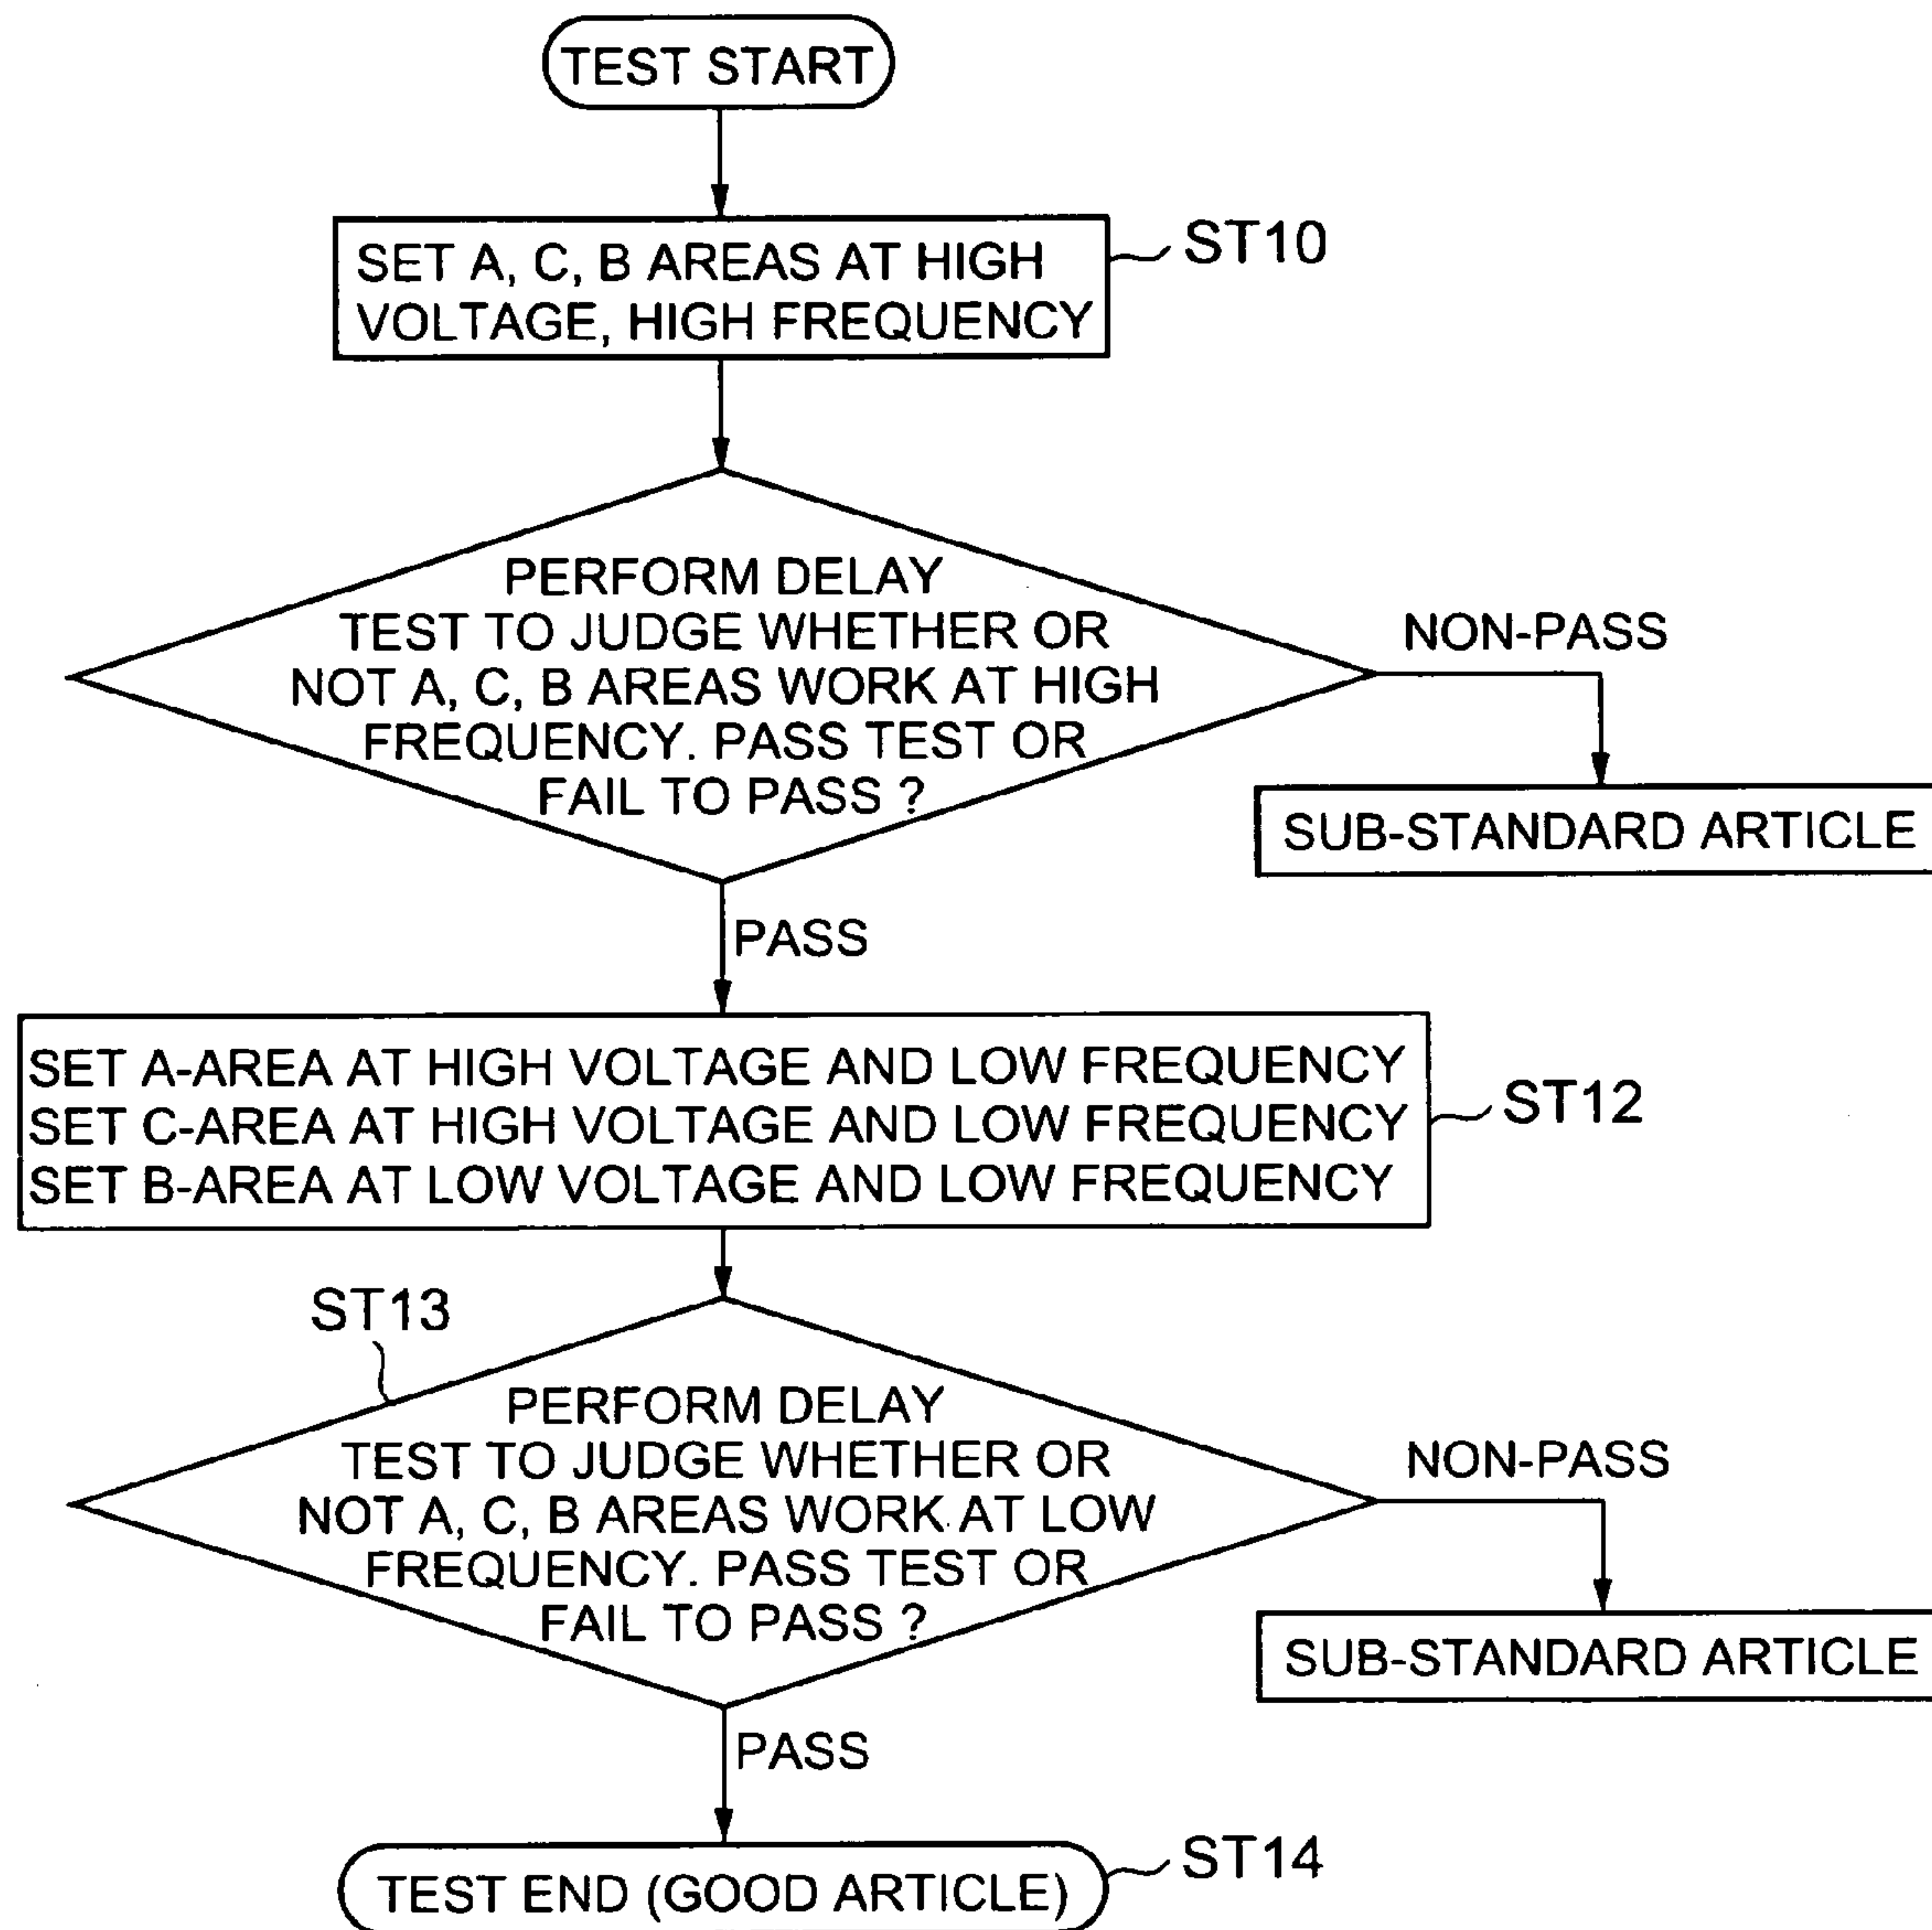 TEST START
SET A, C, B AREAS AT HIGH
VOLTAGE, HIGH FREQUENCY
ST10
PERFORM DELAY
TEST TO JUDGE WHETHER OR
NOT A, C, B AREAS WORK AT HIGH
FREQUENCY. PASS TEST OR
FAIL TO PASS ?
NON-PASS
SUB-STANDARD ARTICLE
PASS
SET A-AREA AT HIGH VOLTAGE AND LOW FREQUENCY
SET C-AREA AT HIGH VOLTAGE AND LOW FREQUENCY
SET B-AREA AT LOW VOLTAGE AND LOW FREQUENCY
ST12
ST13
PERFORM DELAY
TEST TO JUDGE WHETHER OR
NOT A, C, B AREAS WORK AT LOW
FREQUENCY. PASS TEST OR
FAIL TO PASS ?
NON-PASS
SUB-STANDARD ARTICLE
PASS
TEST END (GOOD ARTICLE)
ST14